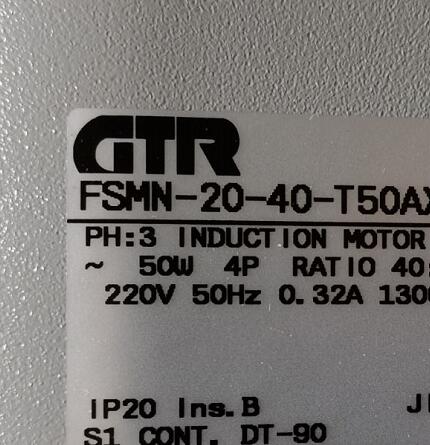 GTR
FSMN-20-40-T50AX
PH:3 INDUCTION MOTOR
~ 50W 4P RATIO 40:
220V 50Hz 0.32A 1300
IP20 Ins.B
S1 CONT. DT-90